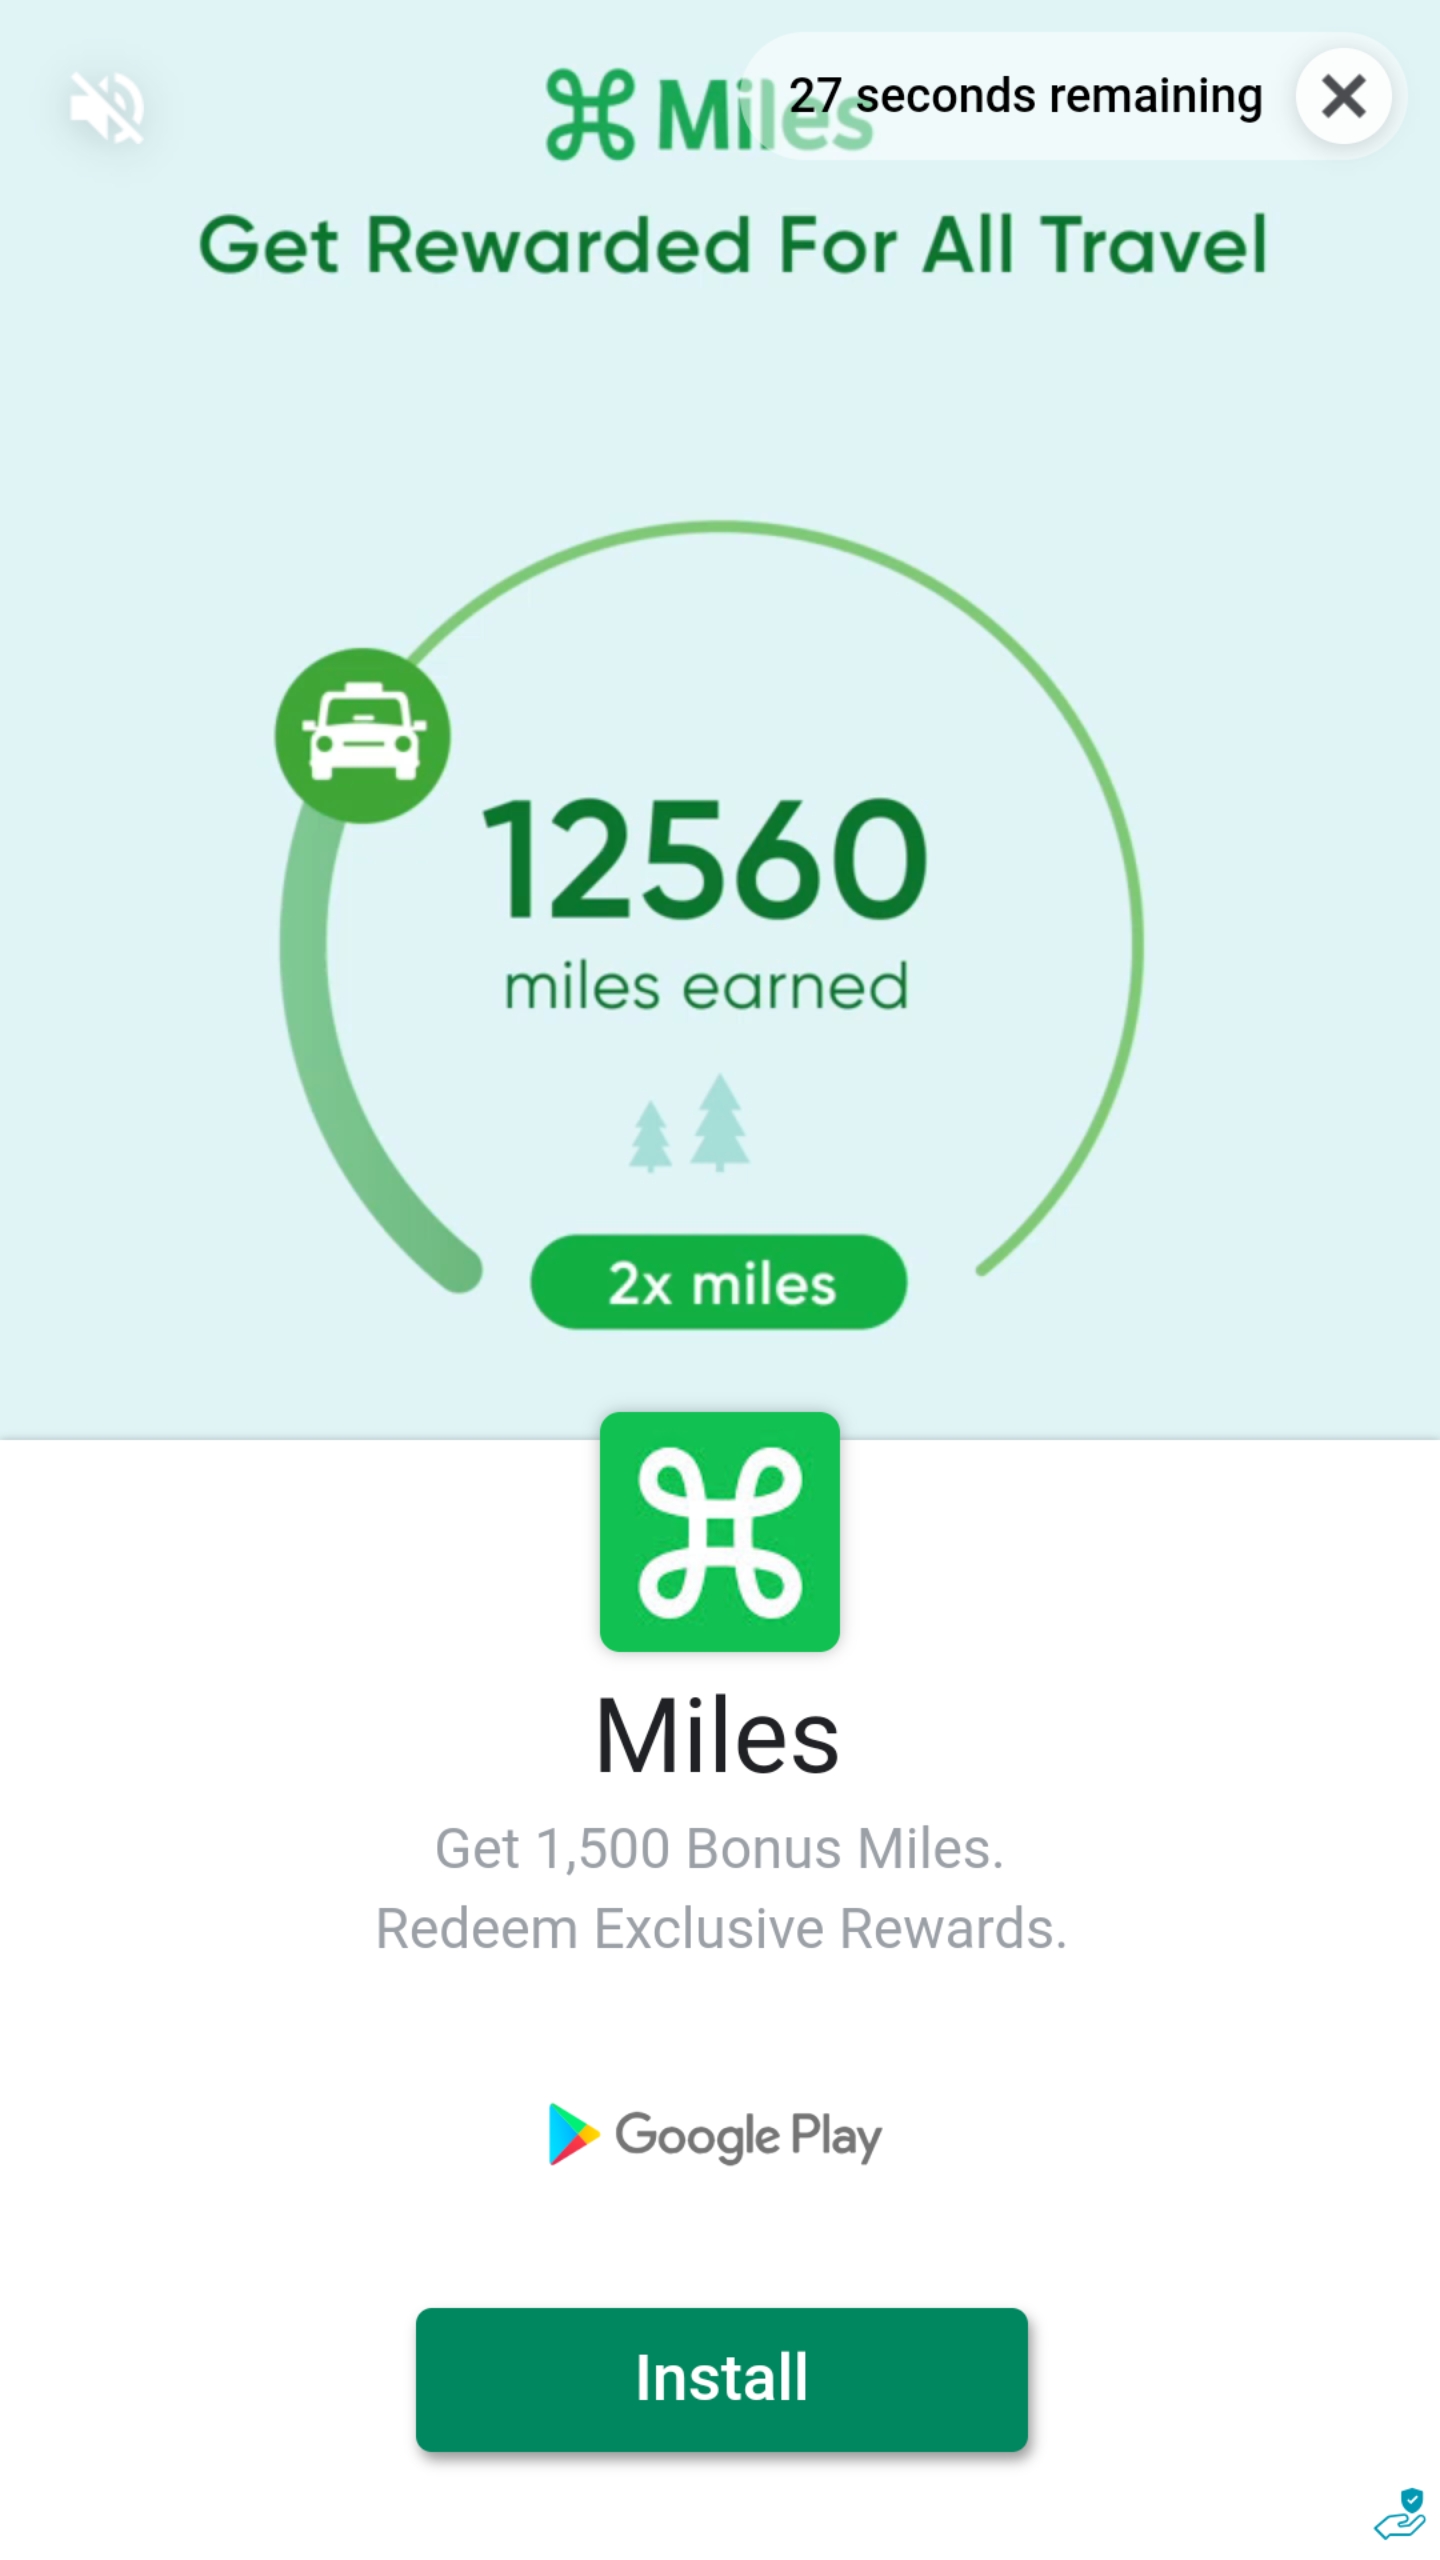 27 seconds remaining
Miles
Get Rewarded For All Travel
12560
miles earned
2x miles
Miles
Get 1,500 Bonus Miles.
Redeem Exclusive Rewards.
Google Play
Install